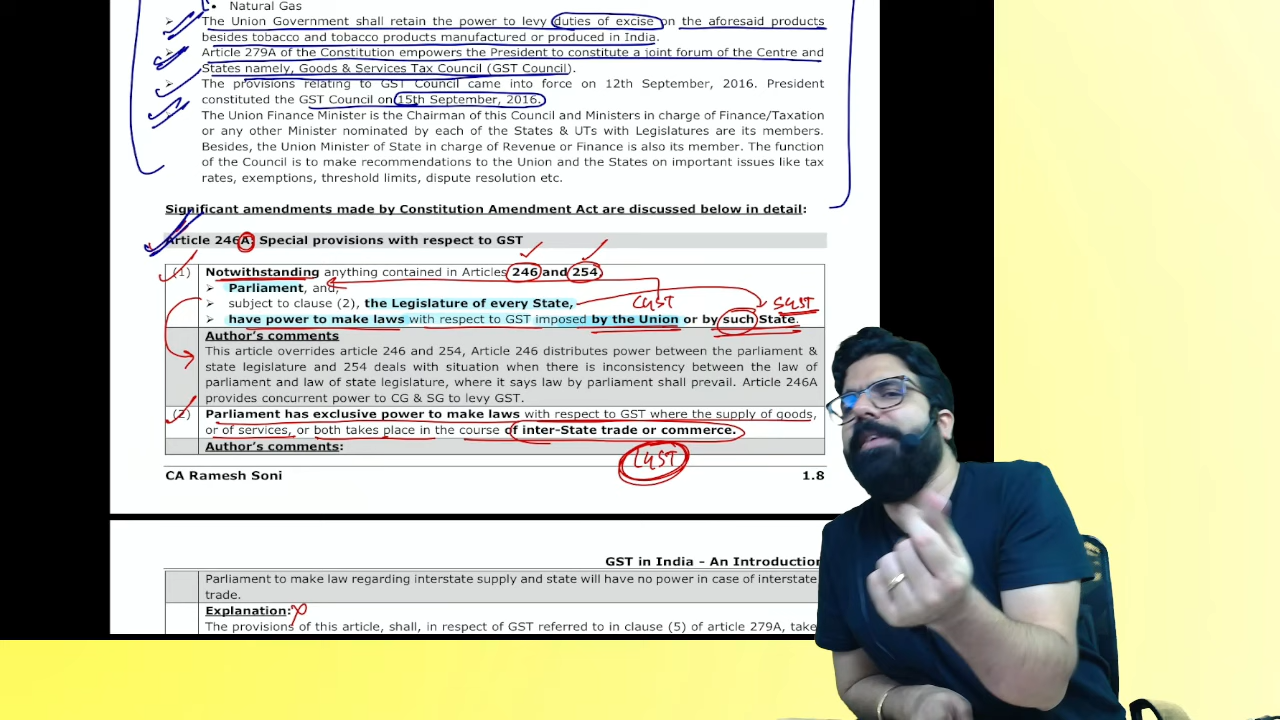 Natural Gas
The Union Government shall retain the power to levy duties of excise on the aforesaid products
besides tobacco and tobacco products manufactured or produced in India.
Article 279A of the Constitution empowers the President to constitute a joint forum of the Centre and
States namely, Goods & Services Tax Council (GST Council).
The provisions relating to GST Council came into force on 12th September, 2016. President
constituted the GST Council on 15th September, 2016.
The Union Finance Minister is the Chairman of this Council and Ministers in charge of Finance/Taxation
or any other Minister nominated by each of the States & UTs with Legislatures are its members.
Besides, the Union Minister of State in charge of Revenue or Finance is also its member. The function
of the Council is to make recommendations to the Union and the States on important issues like tax
rates, exemptions, threshold limits, dispute resolution etc.
Significant amendments made by Constitution Amendment Act are discussed below in detail:
Article 246A: Special provisions with respect to GST
(1) Notwithstanding anything contained in Articles 246 and 254,
Parliament, and,
subject to clause (2), the Legislature of every State, CGST SGST
have power to make laws with respect to GST imposed by the Union or by such State.
Author's comments
This article overrides article 246 and 254, Article 246 distributes power between the parliament &
state legislature and 254 deals with situation when there is inconsistency between the law of
parliament and law of state legislature, where it says law by parliament shall prevail. Article 246A
provides concurrent power to CG & SG to levy GST.
(2) Parliament has exclusive power to make laws with respect to GST where the supply of goods,
or of services, or both takes place in the course of inter-State trade or commerce.
Author's comments:
IGST
CA Ramesh Soni 1.8
GST in India - An Introduction
Parliament to make law regarding interstate supply and state will have no power in case of interstate
trade.
Explanation:
The provisions of this article, shall, in respect of GST referred to in clause (5) of article 279A, take